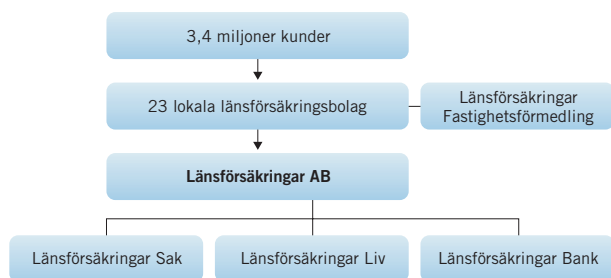 3,4 miljoner kunder
23 lokala länsförsäkringsbolag
Länsförsäkringar
Fastighetsförmedling
Länsförsäkringar AB
Länsförsäkringar Sak
Länsförsäkringar Liv
Länsförsäkringar Bank